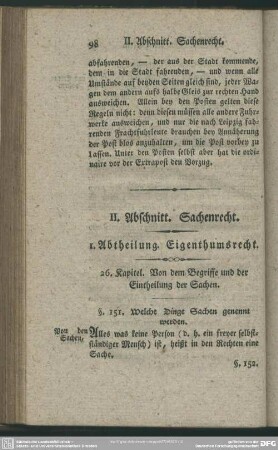 98 II. Abschnitt. Sachenrecht.
abfahrenden, — der aus der Stadt kommende,
dem in die Stadt fahrenden, — und wenn alle
Umstände auf beyden Seiten gleich sind, jeder Wa-
gen dem andern aufs halbe Gleis zur rechten Hand
ausweichen. Allein bey den Posten gelten diese
Regeln nicht: denn diesen müssen alle andere Fuhr-
werke ausweichen, und nur die nach Leipzig fah-
renden Frachtfuhrleute brauchen bey Annäherung
der Post blos anzuhalten, um die Post vorbey zu
lassen. Unter den Posten selbst aber hat die ordi-
naire vor der Extrapost den Vorzug.
II. Abschnitt. Sachenrecht.
1. Abtheilung. Eigenthumsrecht.
26. Kapitel. Von dem Begriffe und der
Eintheilung der Sachen.
§. 151. Welche Dinge Sachen genennt
werden.
Von den
Sachen.
Alles was keine Person (d. h. ein freyer selbst-
ständiger Mensch) ist, heißt in den Rechten eine
Sache.
§. 152.